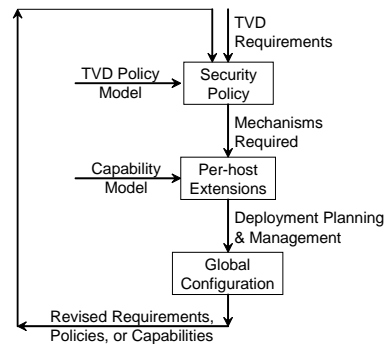 TVD
Requirements
TVD Policy
Model
Security
Policy
Mechanisms
Required
Capability
Model
Per-host
Extensions
Deployment Planning
& Management
Global
Configuration
Revised Requirements,
Policies, or Capabilities